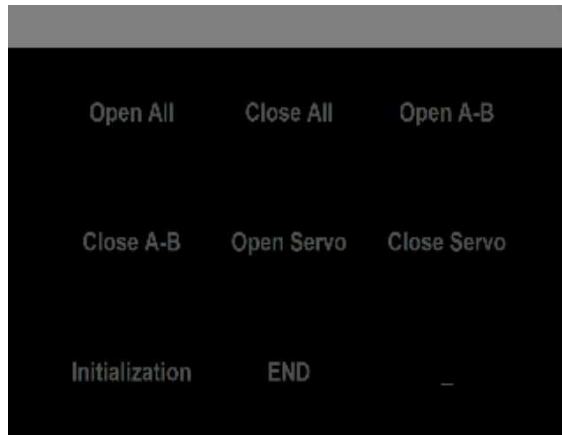 Open All Close All Open A-B
Close A-B Open Servo Close Servo
Initialization END _